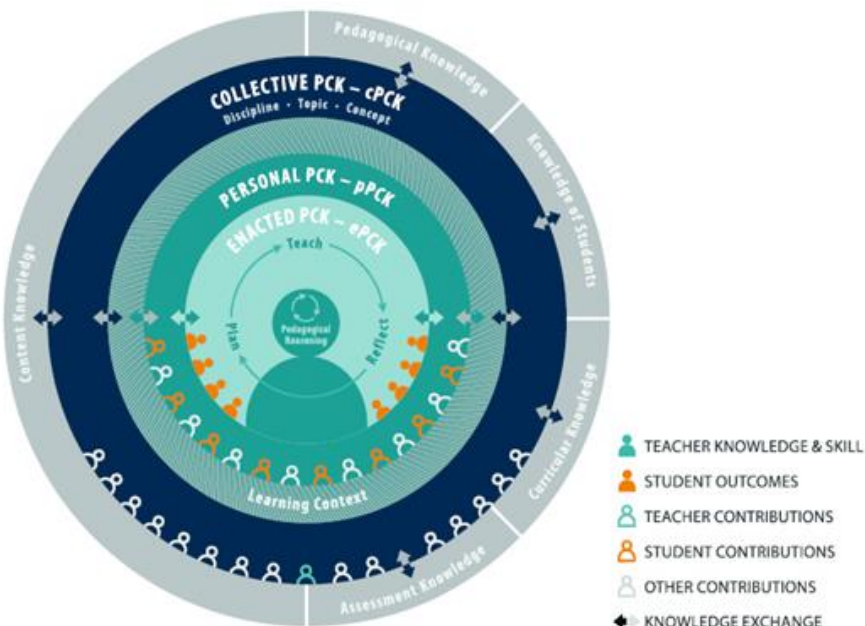 Pedagogical Knowledge
COLLECTIVE PCK – cPCK
Discipline • Topic • Concept
Knowledge of Students
PERSONAL PCK – pPCK
ENACTED PCK – ePCK
Teach
Content Knowledge
Pedagogical
Reasoning
Plan
Reflect
Curricular Knowledge
Learning Context
Assessment Knowledge
TEACHER KNOWLEDGE & SKILL
STUDENT OUTCOMES
TEACHER CONTRIBUTIONS
STUDENT CONTRIBUTIONS
OTHER CONTRIBUTIONS
KNOWLEDGE EXCHANGE